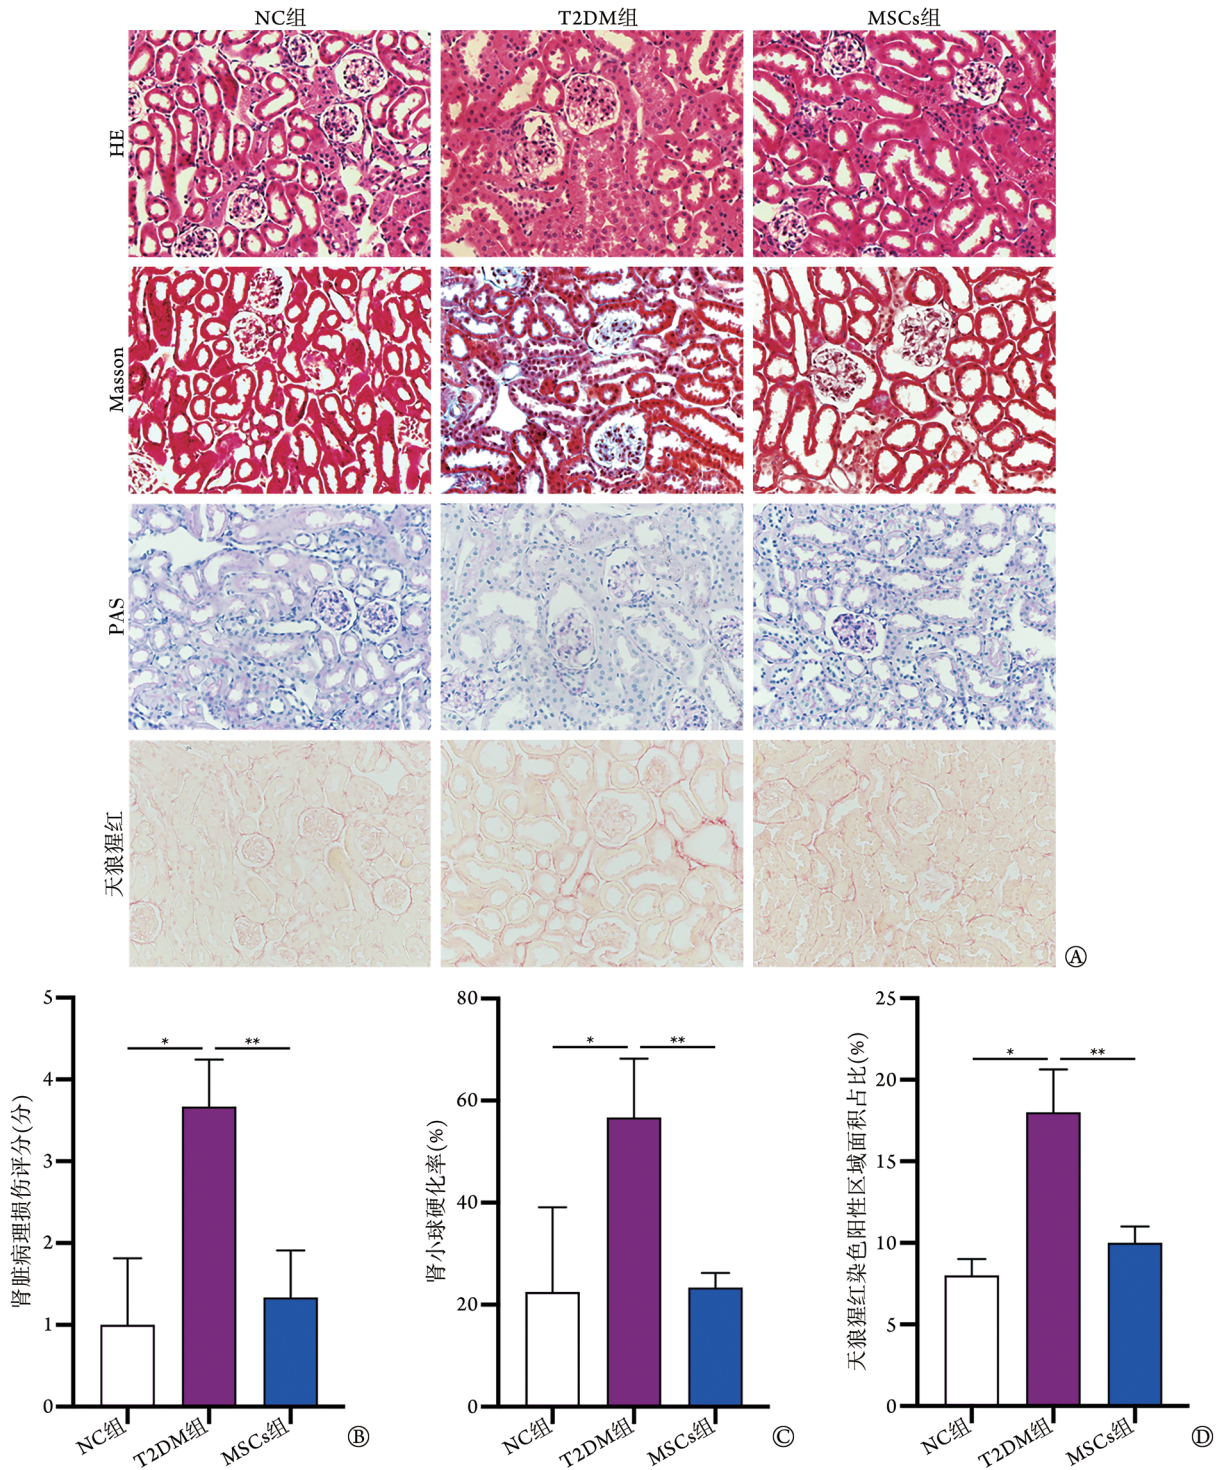 NC组
T2DM组
MSCs组
HE
Masson
PAS
天狼猩红
Ⓐ
5
4
3
2
1
0
肾脏病理损伤评分(分)
*
**
NC组
T2DM组
MSCs组
Ⓑ
80
60
40
20
0
肾小球硬化率(%)
*
**
NC组
T2DM组
MSCs组
Ⓒ
25
20
15
10
5
0
天狼猩红染色阳性区域面积占比(%)
*
**
NC组
T2DM组
MSCs组
Ⓓ